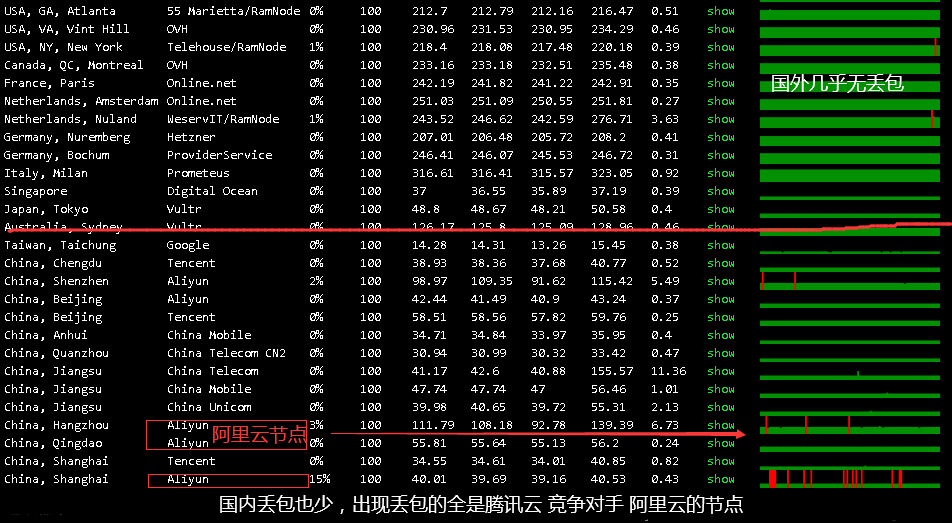 USA, GA, Atlanta 55 Marietta/RamNode 0% 100 212.7 212.79 212.16 216.47 0.51 show
USA, VA, Vint Hill OVH 0% 100 230.96 231.53 230.95 234.29 0.46 show
USA, NY, New York Telehouse/RamNode 1% 100 218.4 218.08 217.48 220.18 0.39 show
Canada, QC, Montreal OVH 0% 100 233.16 233.18 232.51 235.48 0.38 show
France, Paris Online.net 0% 100 242.19 241.82 241.22 242.91 0.35 show
国外几乎无丢包
Netherlands, Amsterdam Online.net 0% 100 251.03 251.09 250.55 251.81 0.27 show
Netherlands, Nuland WeservIT/RamNode 1% 100 243.52 246.62 242.59 276.71 3.63 show
Germany, Nuremberg Hetzner 0% 100 207.01 206.48 205.72 208.2 0.41 show
Germany, Bochum ProviderService 0% 100 246.41 246.07 245.53 246.72 0.31 show
Italy, Milan Prometeus 0% 100 316.61 316.41 315.57 323.05 0.92 show
Singapore Digital Ocean 0% 100 37 36.55 35.89 37.19 0.39 show
Japan, Tokyo Vultr 0% 100 48.8 48.67 48.21 50.58 0.4 show
Australia, Sydney Vultr 0% 100 126.17 125.8 125.09 128.96 0.46 show
Taiwan, Taichung Google 0% 100 14.28 14.31 13.26 15.45 0.38 show
China, Chengdu Tencent 0% 100 38.93 38.36 37.68 40.77 0.52 show
China, Shenzhen Aliyun 2% 100 98.97 109.35 91.62 115.42 5.49 show
China, Beijing Aliyun 0% 100 42.44 41.49 40.9 43.24 0.37 show
China, Beijing Tencent 0% 100 58.51 58.56 57.82 59.76 0.25 show
China, Anhui China Mobile 0% 100 34.71 34.84 33.97 35.95 0.4 show
China, Quanzhou China Telecom CN2 0% 100 30.94 30.99 30.32 33.42 0.47 show
China, Jiangsu China Telecom 0% 100 41.17 42.6 40.88 155.57 11.36 show
China, Jiangsu China Mobile 0% 100 47.74 47.74 47 56.46 1.01 show
China, Jiangsu China Unicom 0% 100 39.98 40.65 39.72 55.31 2.13 show
China, Hangzhou Aliyun 3% 100 111.79 108.18 92.78 139.39 6.73 show
阿里云节点
China, Qingdao Aliyun 0% 100 55.81 55.64 55.13 56.2 0.24 show
China, Shanghai Tencent 0% 100 34.55 34.61 34.01 40.85 0.82 show
China, Shanghai Aliyun 15% 100 40.01 39.69 39.16 40.53 0.43 show
国内丢包也少，出现丢包的全是腾讯云 竞争对手 阿里云的节点